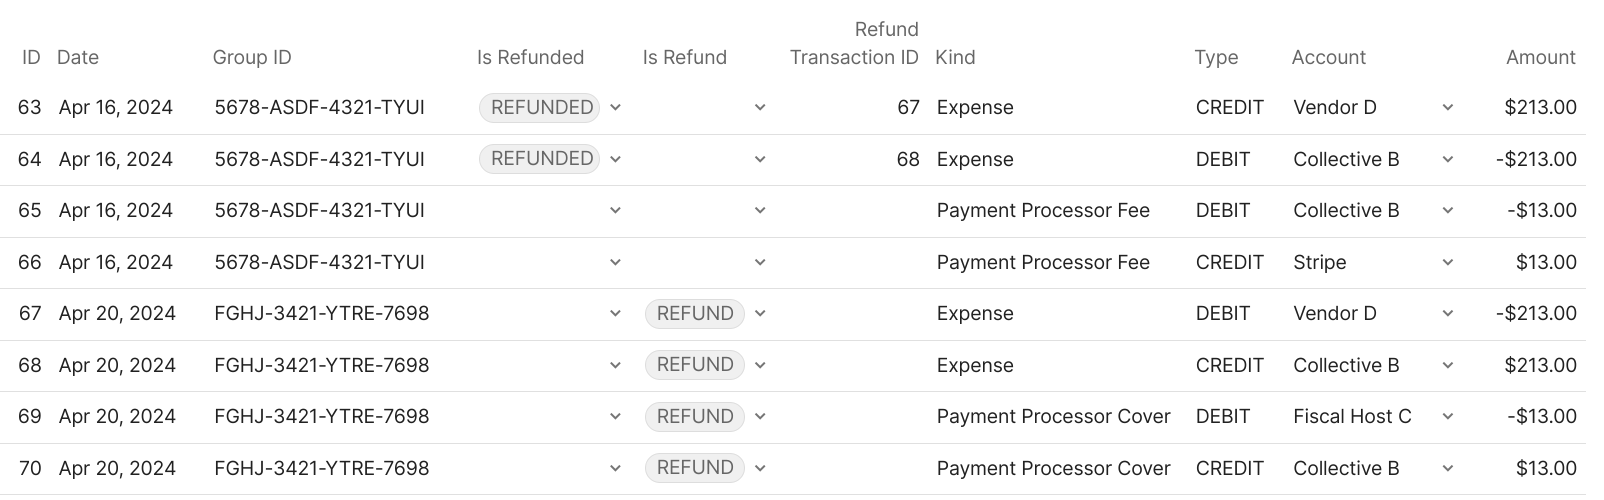 Refund
ID Date Group ID Is Refunded Is Refund Transaction ID Kind Type Account Amount
63 Apr 16, 2024 5678-ASDF-4321-TYUI REFUNDED 67 Expense CREDIT Vendor D $213.00
64 Apr 16, 2024 5678-ASDF-4321-TYUI REFUNDED 68 Expense DEBIT Collective B -$213.00
65 Apr 16, 2024 5678-ASDF-4321-TYUI Payment Processor Fee DEBIT Collective B -$13.00
66 Apr 16, 2024 5678-ASDF-4321-TYUI Payment Processor Fee CREDIT Stripe $13.00
67 Apr 20, 2024 FGHJ-3421-YTRE-7698 REFUND Expense DEBIT Vendor D -$213.00
68 Apr 20, 2024 FGHJ-3421-YTRE-7698 REFUND Expense CREDIT Collective B $213.00
69 Apr 20, 2024 FGHJ-3421-YTRE-7698 REFUND Payment Processor Cover DEBIT Fiscal Host C -$13.00
70 Apr 20, 2024 FGHJ-3421-YTRE-7698 REFUND Payment Processor Cover CREDIT Collective B $13.00